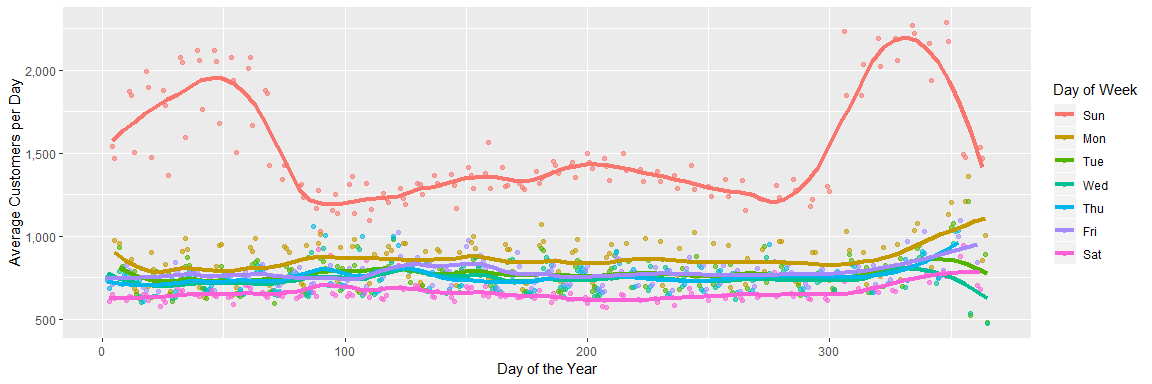 Average Customers per Day
2,000
1,500
1,000
500
0
100
200
300
Day of the Year
Day of Week
Sun
Mon
Tue
Wed
Thu
Fri
Sat